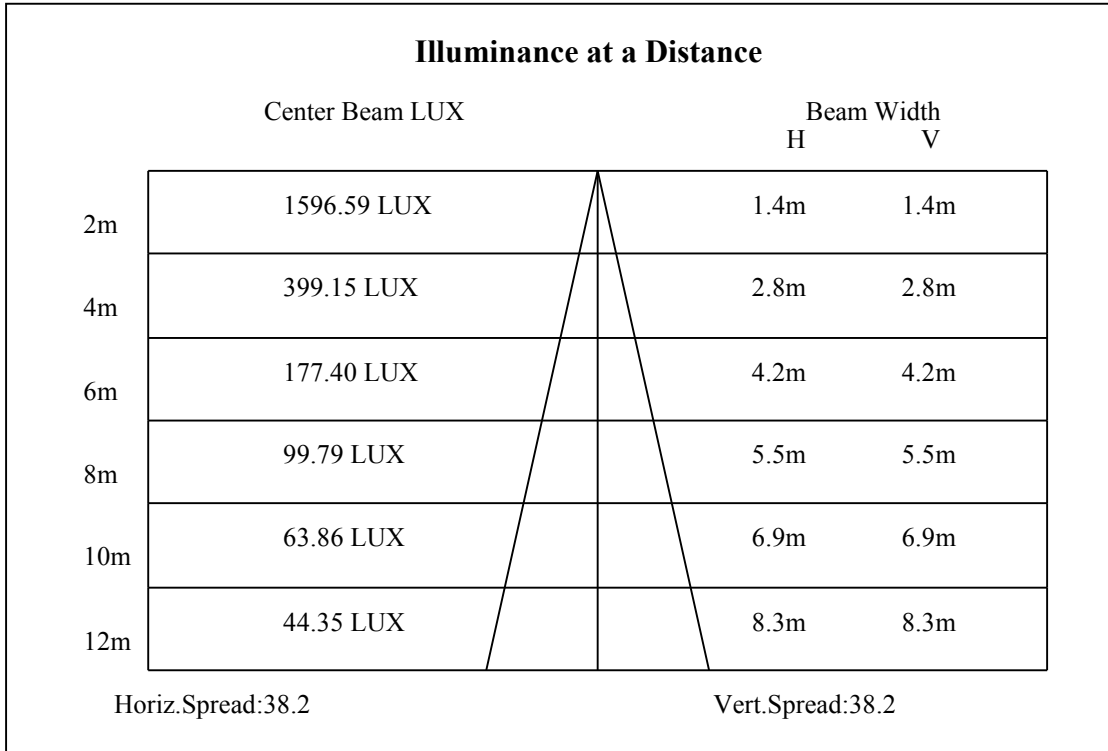 Illuminance at a Distance
Center Beam LUX Beam Width
H V
2m 1596.59 LUX 1.4m 1.4m
4m 399.15 LUX 2.8m 2.8m
6m 177.40 LUX 4.2m 4.2m
8m 99.79 LUX 5.5m 5.5m
10m 63.86 LUX 6.9m 6.9m
12m 44.35 LUX 8.3m 8.3m
Horiz.Spread:38.2 Vert.Spread:38.2